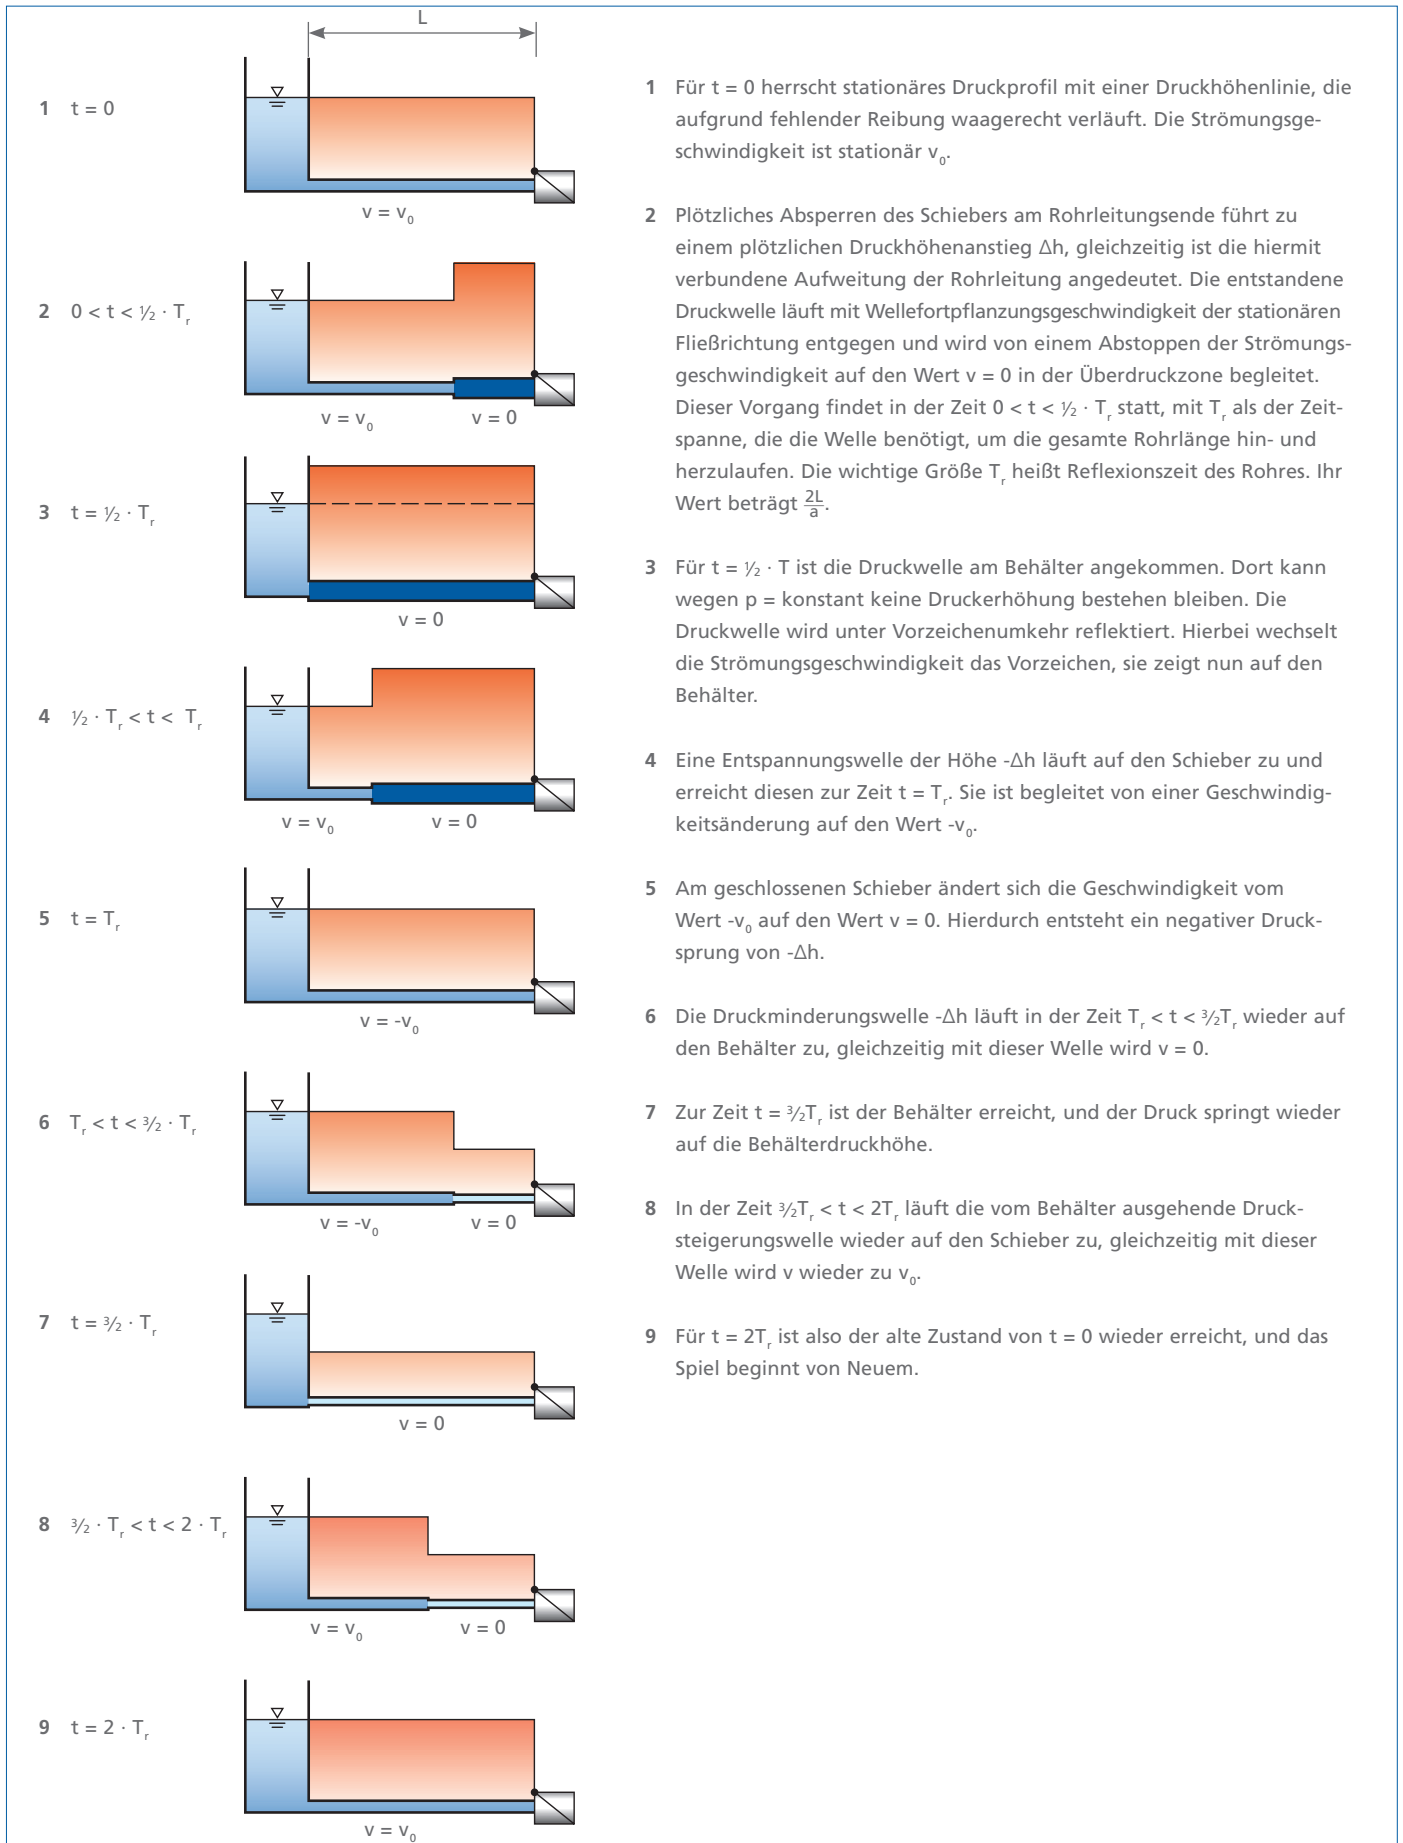 L
1 t = 0
v = v₀
2 0 < t < ½ · Tᵣ
v = v₀ v = 0
3 t = ½ · Tᵣ
v = 0
4 ½ · Tᵣ < t < Tᵣ
v = v₀ v = 0
5 t = Tᵣ
v = -v₀
6 Tᵣ < t < ³⁄₂ · Tᵣ
v = -v₀ v = 0
7 t = ³⁄₂ · Tᵣ
v = 0
8 ³⁄₂ · Tᵣ < t < 2 · Tᵣ
v = v₀ v = 0
9 t = 2 · Tᵣ
v = v₀
1 Für t = 0 herrscht stationäres Druckprofil mit einer Druckhöhenlinie, die
aufgrund fehlender Reibung waagerecht verläuft. Die Strömungsge-
schwindigkeit ist stationär v₀.
2 Plötzliches Absperren des Schiebers am Rohrleitungsende führt zu
einem plötzlichen Druckhöhenanstieg Δh, gleichzeitig ist die hiermit
verbundene Aufweitung der Rohrleitung angedeutet. Die entstandene
Druckwelle läuft mit Wellefortpflanzungsgeschwindigkeit der stationären
Fließrichtung entgegen und wird von einem Abstoppen der Strömungs-
geschwindigkeit auf den Wert v = 0 in der Überdruckzone begleitet.
Dieser Vorgang findet in der Zeit 0 < t < ½ · Tᵣ statt, mit Tᵣ als der Zeit-
spanne, die die Welle benötigt, um die gesamte Rohrlänge hin- und
herzulaufen. Die wichtige Größe Tᵣ heißt Reflexionszeit des Rohres. Ihr
Wert beträgt 2L/a.
3 Für t = ½ · T ist die Druckwelle am Behälter angekommen. Dort kann
wegen p = konstant keine Druckerhöhung bestehen bleiben. Die
Druckwelle wird unter Vorzeichenumkehr reflektiert. Hierbei wechselt
die Strömungsgeschwindigkeit das Vorzeichen, sie zeigt nun auf den
Behälter.
4 Eine Entspannungswelle der Höhe -Δh läuft auf den Schieber zu und
erreicht diesen zur Zeit t = Tᵣ. Sie ist begleitet von einer Geschwindig-
keitsänderung auf den Wert -v₀.
5 Am geschlossenen Schieber ändert sich die Geschwindigkeit vom
Wert -v₀ auf den Wert v = 0. Hierdurch entsteht ein negativer Druck-
sprung von -Δh.
6 Die Druckminderungswelle -Δh läuft in der Zeit Tᵣ < t < ³⁄₂Tᵣ wieder auf
den Behälter zu, gleichzeitig mit dieser Welle wird v = 0.
7 Zur Zeit t = ³⁄₂Tᵣ ist der Behälter erreicht, und der Druck springt wieder
auf die Behälterdruckhöhe.
8 In der Zeit ³⁄₂Tᵣ < t < 2Tᵣ läuft die vom Behälter ausgehende Druck-
steigerungswelle wieder auf den Schieber zu, gleichzeitig mit dieser
Welle wird v wieder zu v₀.
9 Für t = 2Tᵣ ist also der alte Zustand von t = 0 wieder erreicht, und das
Spiel beginnt von Neuem.